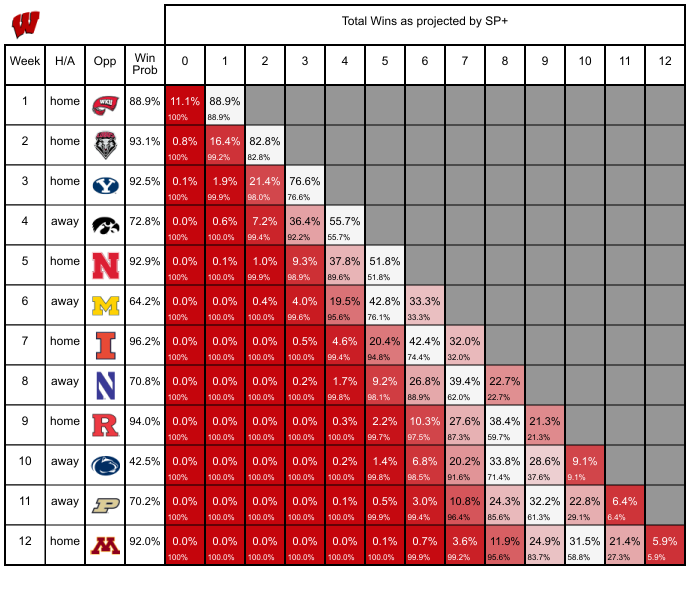 W
Total Wins as projected by SP+
Week H/A Opp Win Prob 0 1 2 3 4 5 6 7 8 9 10 11 12
1 home WKU 88.9% 11.1% 88.9%
100% 88.9%
2 home 93.1% 0.8% 16.4% 82.8%
100% 99.2% 82.8%
3 home Y 92.5% 0.1% 1.9% 21.4% 76.6%
100% 99.9% 98.0% 76.6%
4 away 72.8% 0.0% 0.6% 7.2% 36.4% 55.7%
100% 100.0% 99.4% 92.2% 55.7%
5 home N 92.9% 0.0% 0.1% 1.0% 9.3% 37.8% 51.8%
100% 100.0% 99.9% 98.9% 89.6% 51.8%
6 away M 64.2% 0.0% 0.0% 0.4% 4.0% 19.5% 42.8% 33.3%
100% 100.0% 100.0% 99.6% 95.6% 76.1% 33.3%
7 home I 96.2% 0.0% 0.0% 0.0% 0.5% 4.6% 20.4% 42.4% 32.0%
100% 100.0% 100.0% 100.0% 99.4% 94.8% 74.4% 32.0%
8 away N 70.8% 0.0% 0.0% 0.0% 0.2% 1.7% 9.2% 26.8% 39.4% 22.7%
100% 100.0% 100.0% 100.0% 99.8% 98.1% 88.9% 62.0% 22.7%
9 home R 94.0% 0.0% 0.0% 0.0% 0.0% 0.3% 2.2% 10.3% 27.6% 38.4% 21.3%
100% 100.0% 100.0% 100.0% 100.0% 99.7% 97.5% 87.3% 59.7% 21.3%
10 away 42.5% 0.0% 0.0% 0.0% 0.0% 0.2% 1.4% 6.8% 20.2% 33.8% 28.6% 9.1%
100% 100.0% 100.0% 100.0% 100.0% 99.8% 98.5% 91.6% 71.4% 37.6% 9.1%
11 away P 70.2% 0.0% 0.0% 0.0% 0.0% 0.1% 0.5% 3.0% 10.8% 24.3% 32.2% 22.8% 6.4%
100% 100.0% 100.0% 100.0% 100.0% 99.9% 99.4% 96.4% 85.6% 61.3% 29.1% 6.4%
12 home M 92.0% 0.0% 0.0% 0.0% 0.0% 0.0% 0.1% 0.7% 3.6% 11.9% 24.9% 31.5% 21.4% 5.9%
100% 100.0% 100.0% 100.0% 100.0% 100.0% 99.9% 99.2% 95.6% 83.7% 58.8% 27.3% 5.9%